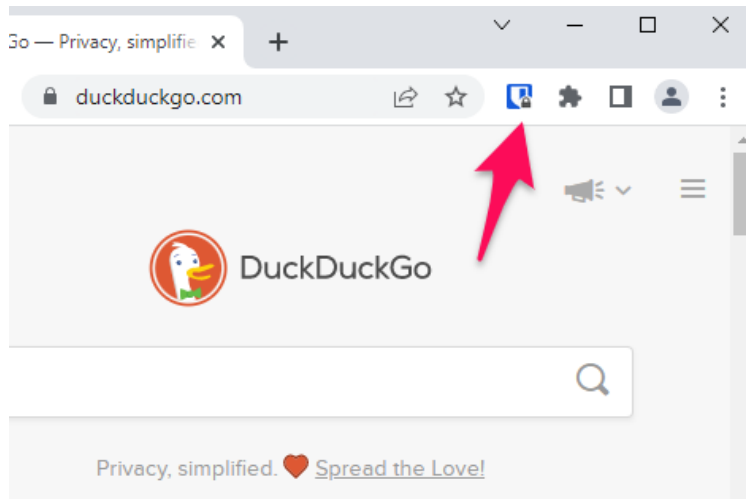 Go — Privacy, simplifie
duckduckgo.com
DuckDuckGo
Privacy, simplified. Spread the Love!